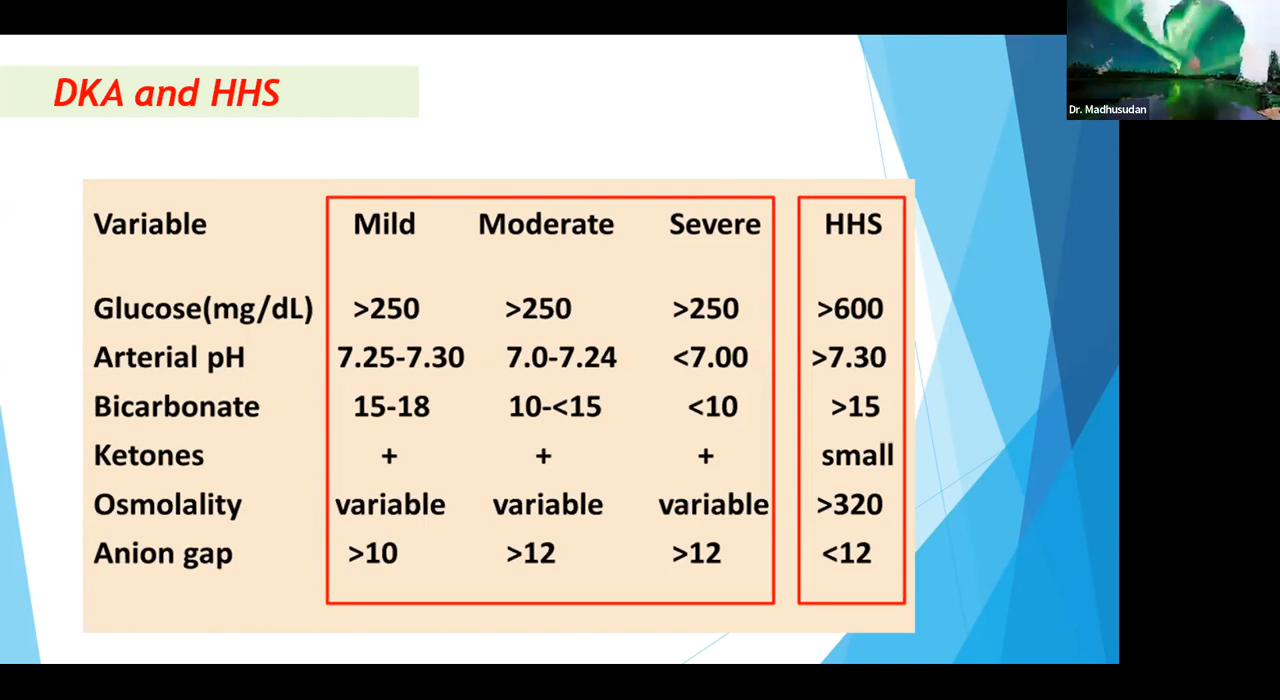 DKA and HHS
Dr. Madhusudan
Variable Mild Moderate Severe HHS
Glucose(mg/dL) >250 >250 >250 >600
Arterial pH 7.25-7.30 7.0-7.24 <7.00 >7.30
Bicarbonate 15-18 10-<15 <10 >15
Ketones + + + small
Osmolality variable variable variable >320
Anion gap >10 >12 >12 <12